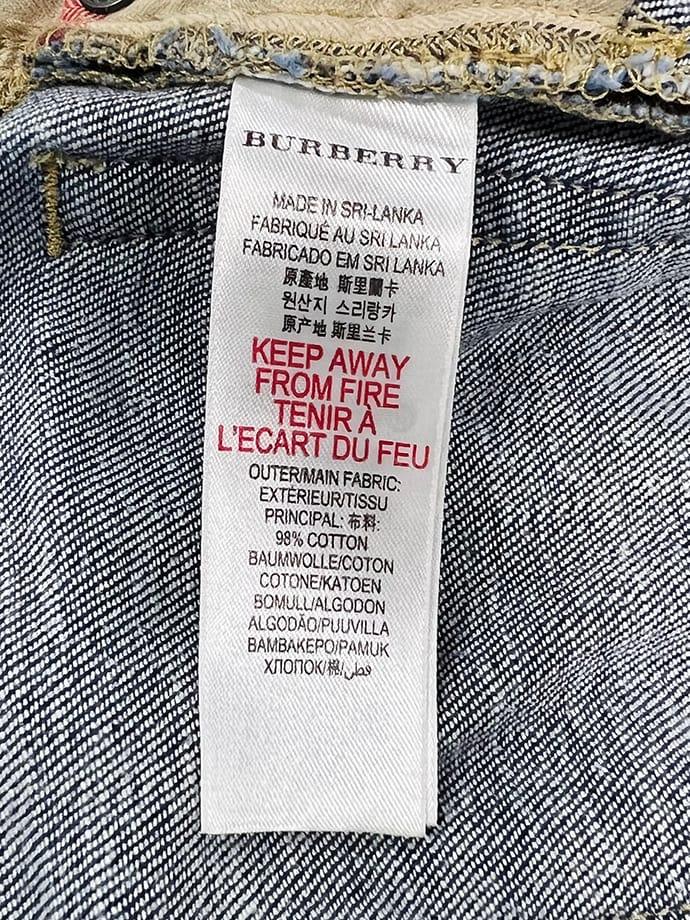 BURBERRY
MADE IN SRI-LANKA
FABRIQUÉ AU SRI LANKA
FABRICADO EM SRI LANKA
原產地 斯里蘭卡
원산지 스리랑카
原产地 斯里兰卡
KEEP AWAY
FROM FIRE
TENIR À
L'ECART DU FEU
OUTER/MAIN FABRIC:
EXTÉRIEUR/TISSU
PRINCIPAL: 布料:
98% COTTON
BAUMWOLLE/COTON
COTONE/KATOEN
BOMULL/ALGODON
ALGODÃO/PUUVILLA
BAMBAKEPO/PAMUK
ХЛОПОК/棉/قطن